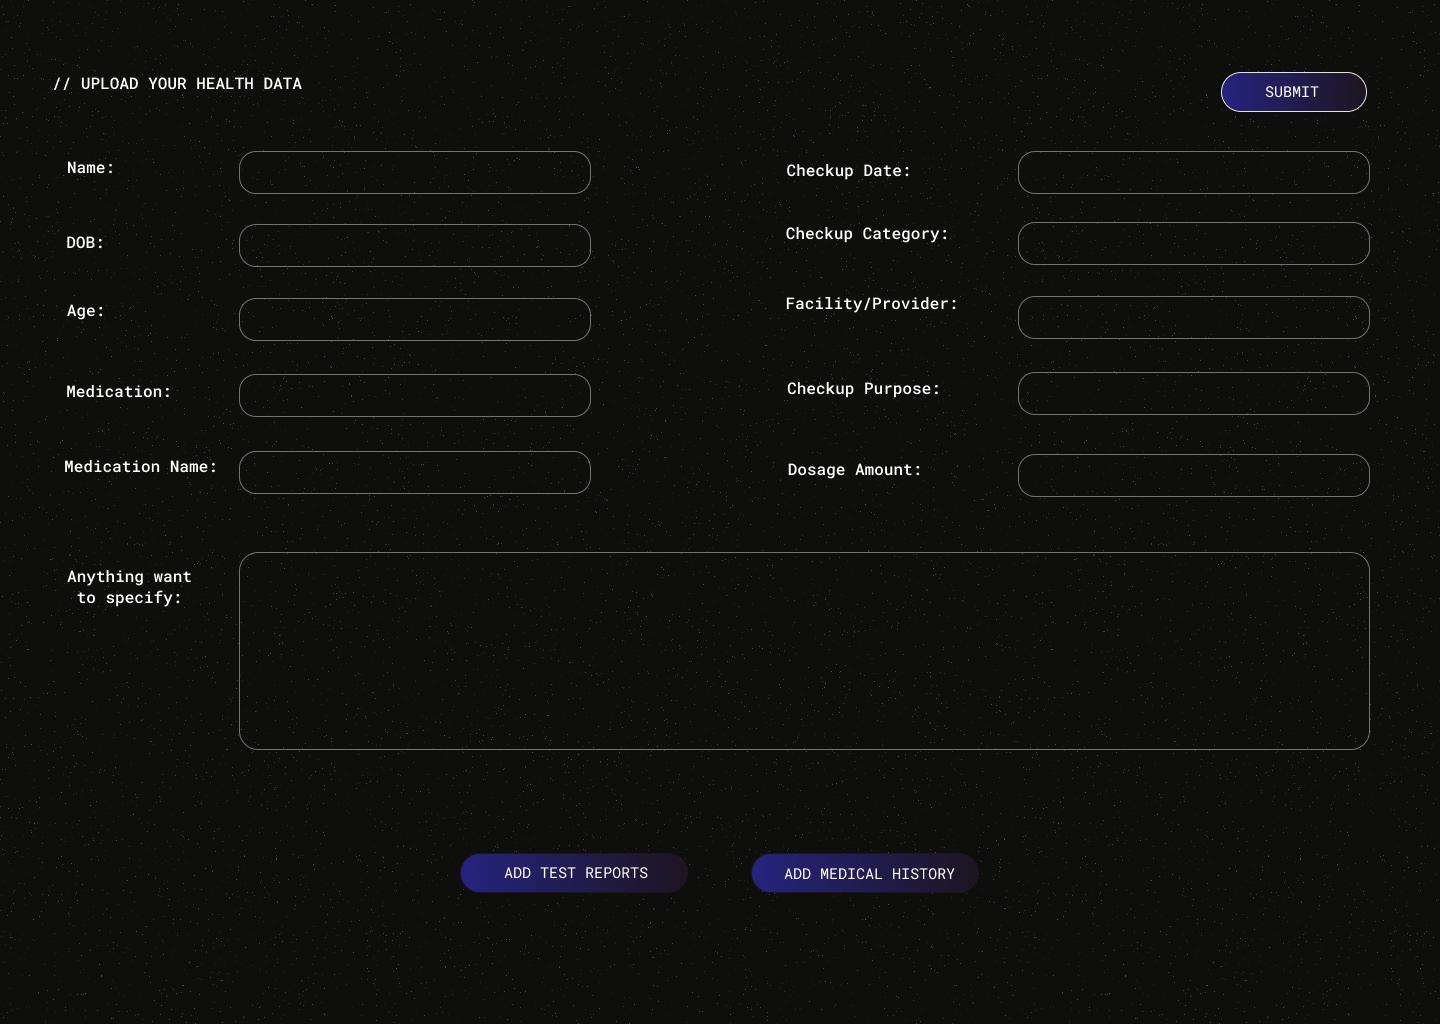 // UPLOAD YOUR HEALTH DATA
SUBMIT
Name:
Checkup Date:
DOB:
Checkup Category:
Age:
Facility/Provider:
Medication:
Checkup Purpose:
Medication Name:
Dosage Amount:
Anything want
to specify:
ADD TEST REPORTS
ADD MEDICAL HISTORY